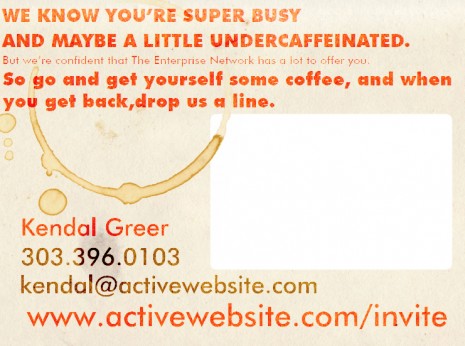 WE KNOW YOU'RE SUPER BUSY
AND MAYBE A LITTLE UNDERCAFFEINATED.
But we're confident that The Enterprise Network has a lot to offer you.
So go and get yourself some coffee, and when
you get back,drop us a line.
Kendal Greer
303.396.0103
kendal@activewebsite.com
www.activewebsite.com/invite